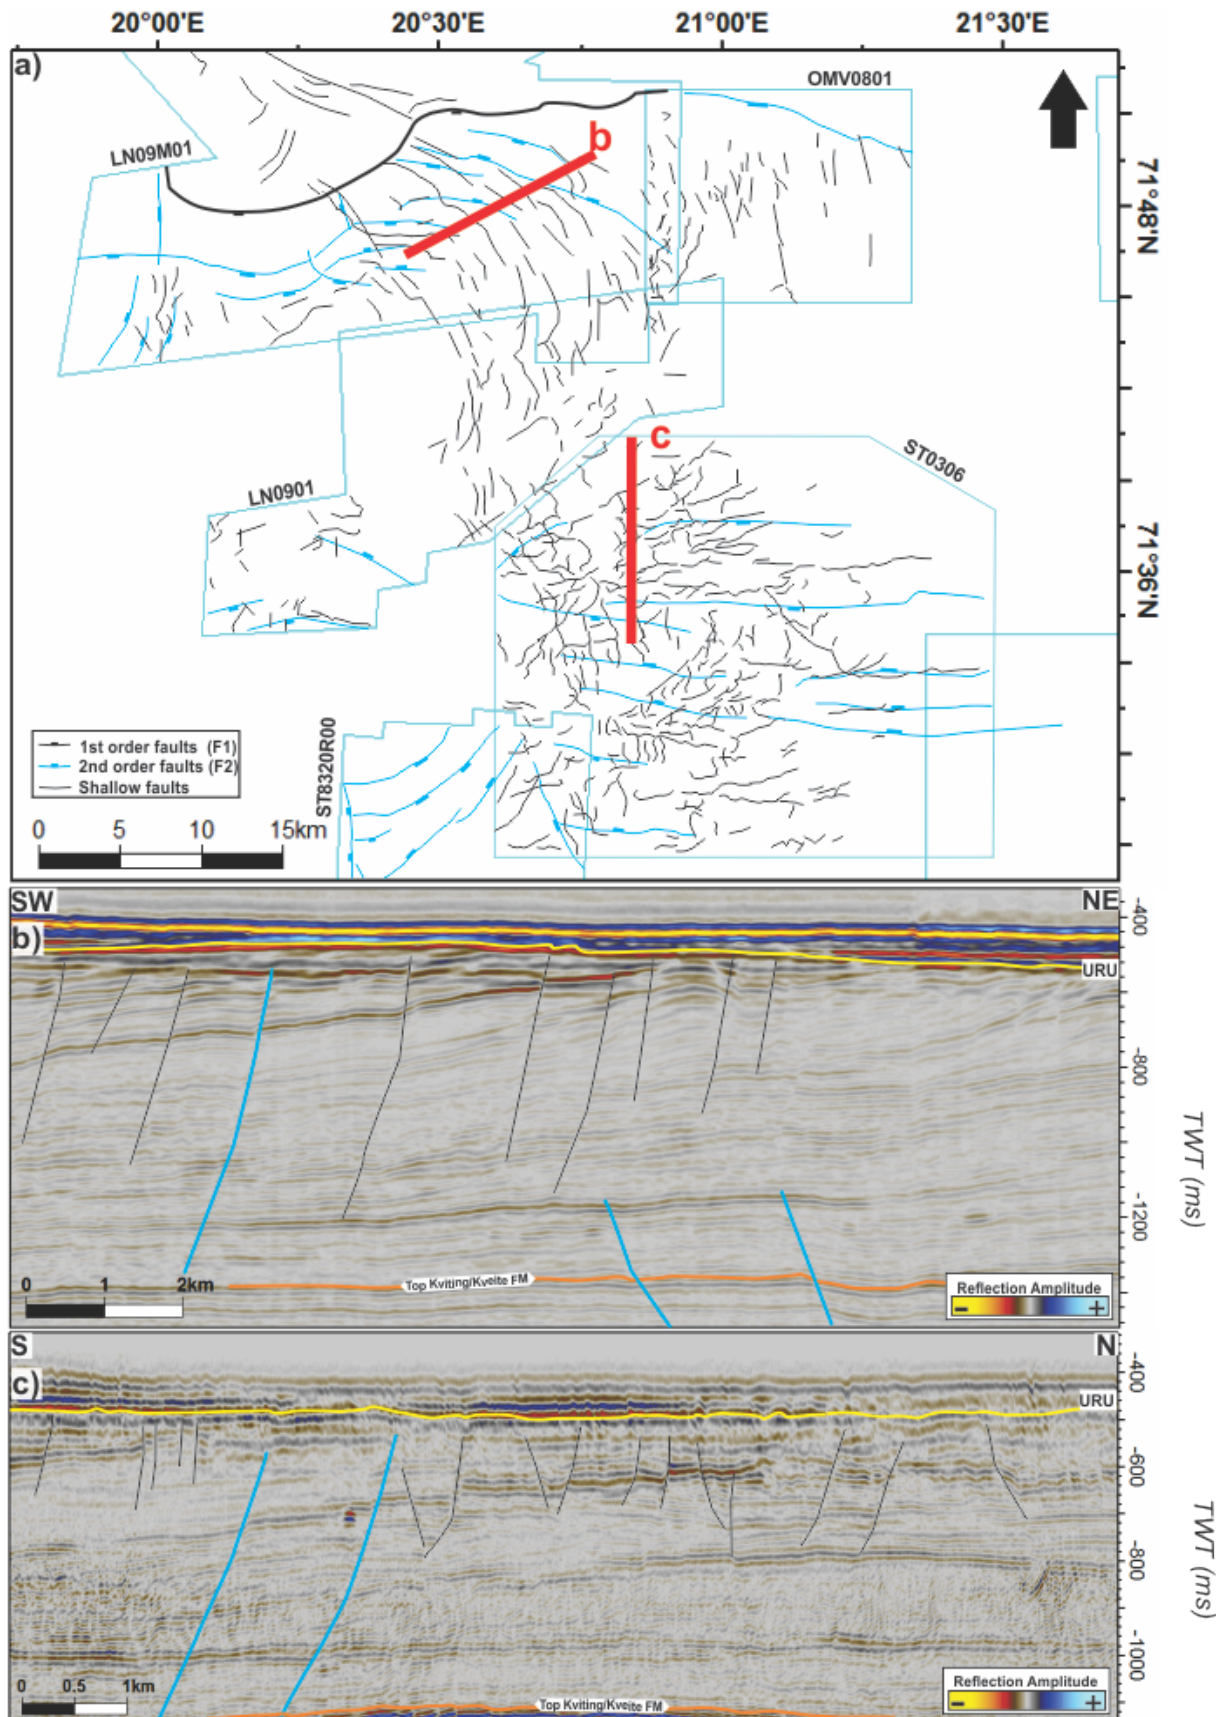 20°00'E 20°30'E 21°00'E 21°30'E
a)
OMV0801
b
LN09M01
71°48'N
c
ST0306
LN0901
71°36'N
ST8320R00
1st order faults (F1)
2nd order faults (F2)
Shallow faults
0 5 10 15km
SW NE
-400
b)
URU
-800
TWT (ms)
-1200
Top Kviting/Kveite FM
0 1 2km
Reflection Amplitude
- +
S N
-400
c)
URU
-600
-800
TWT (ms)
-1000
0 0.5 1km
Reflection Amplitude
- +
Top Kviting/Kveite FM